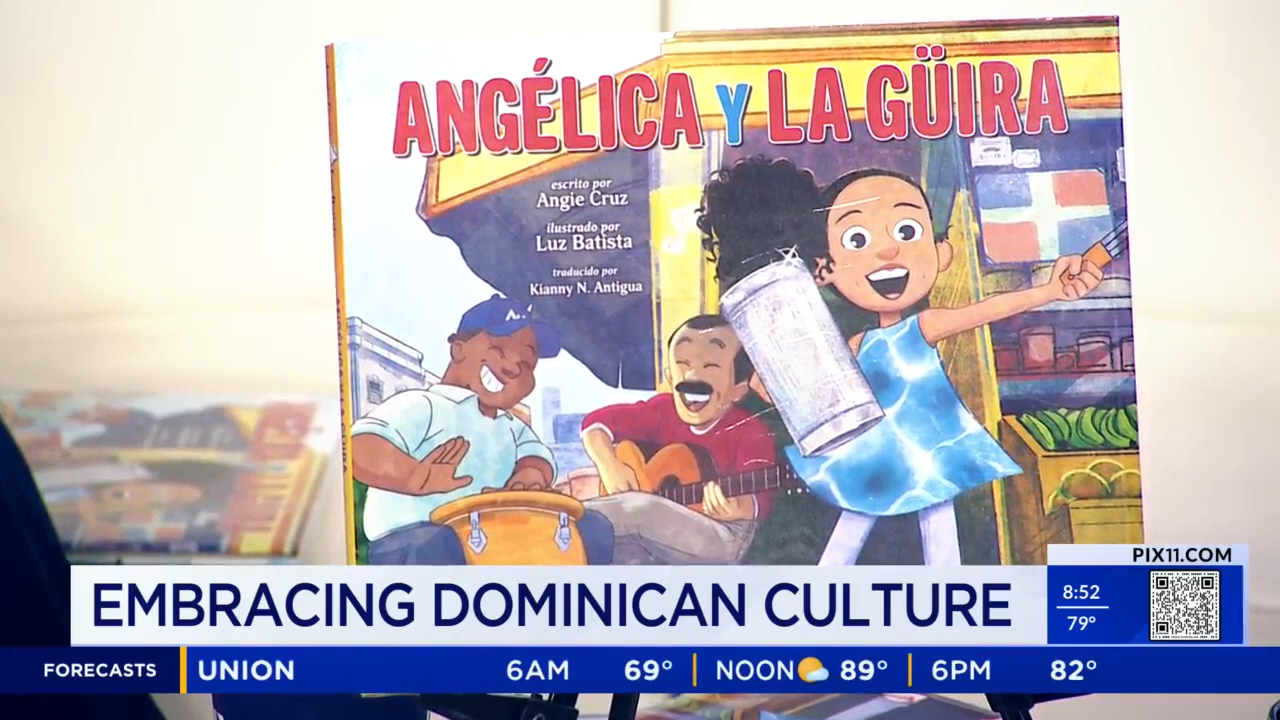 ANGÉLICA Y LA GÜIRA
escrito por
Angie Cruz
ilustrado por
Luz Batista
traducido por
Kianny N. Antigua
PIX11.COM
EMBRACING DOMINICAN CULTURE
8:52
79°
FORECASTS UNION 6AM 69° NOON 89° 6PM 82°